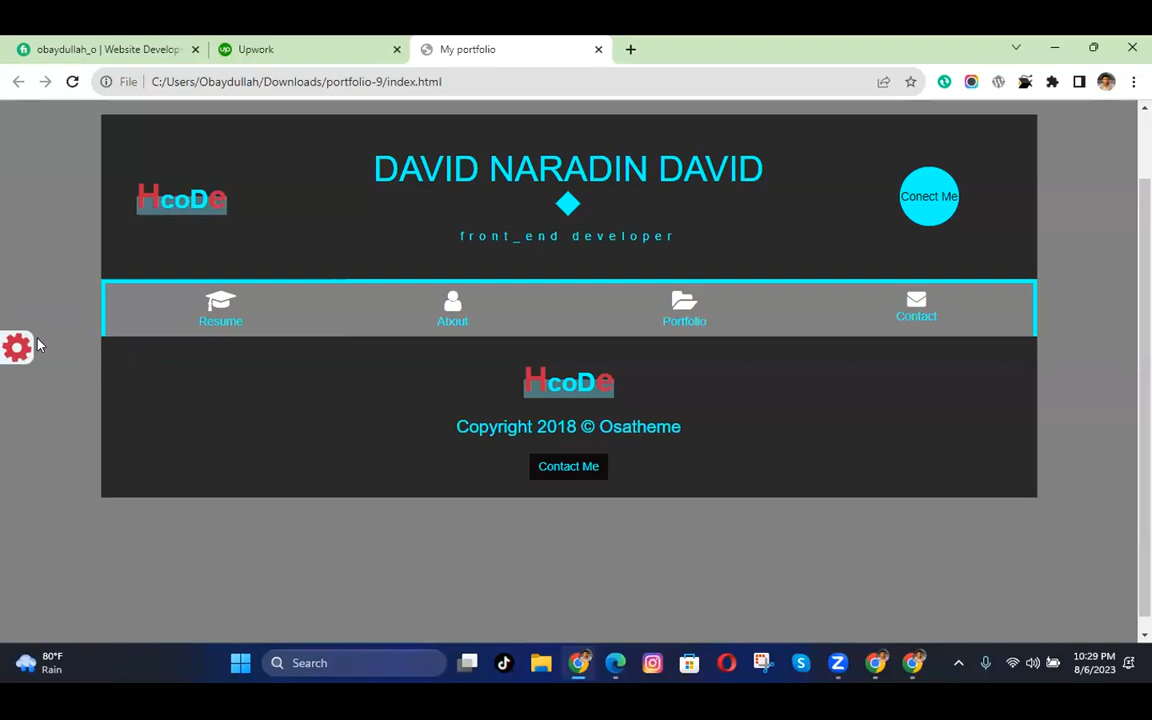 obaydullah_o | Website Develop
Upwork
My portfolio
File
C:/Users/Obaydullah/Downloads/portfolio-9/index.html
DAVID NARADIN DAVID
HcoDe
Conect Me
front_end developer
Resume
About
Portfolio
Contact
HcoDe
Copyright 2018 © Osatheme
Contact Me
80°F
Rain
Search
10:29 PM
8/6/2023